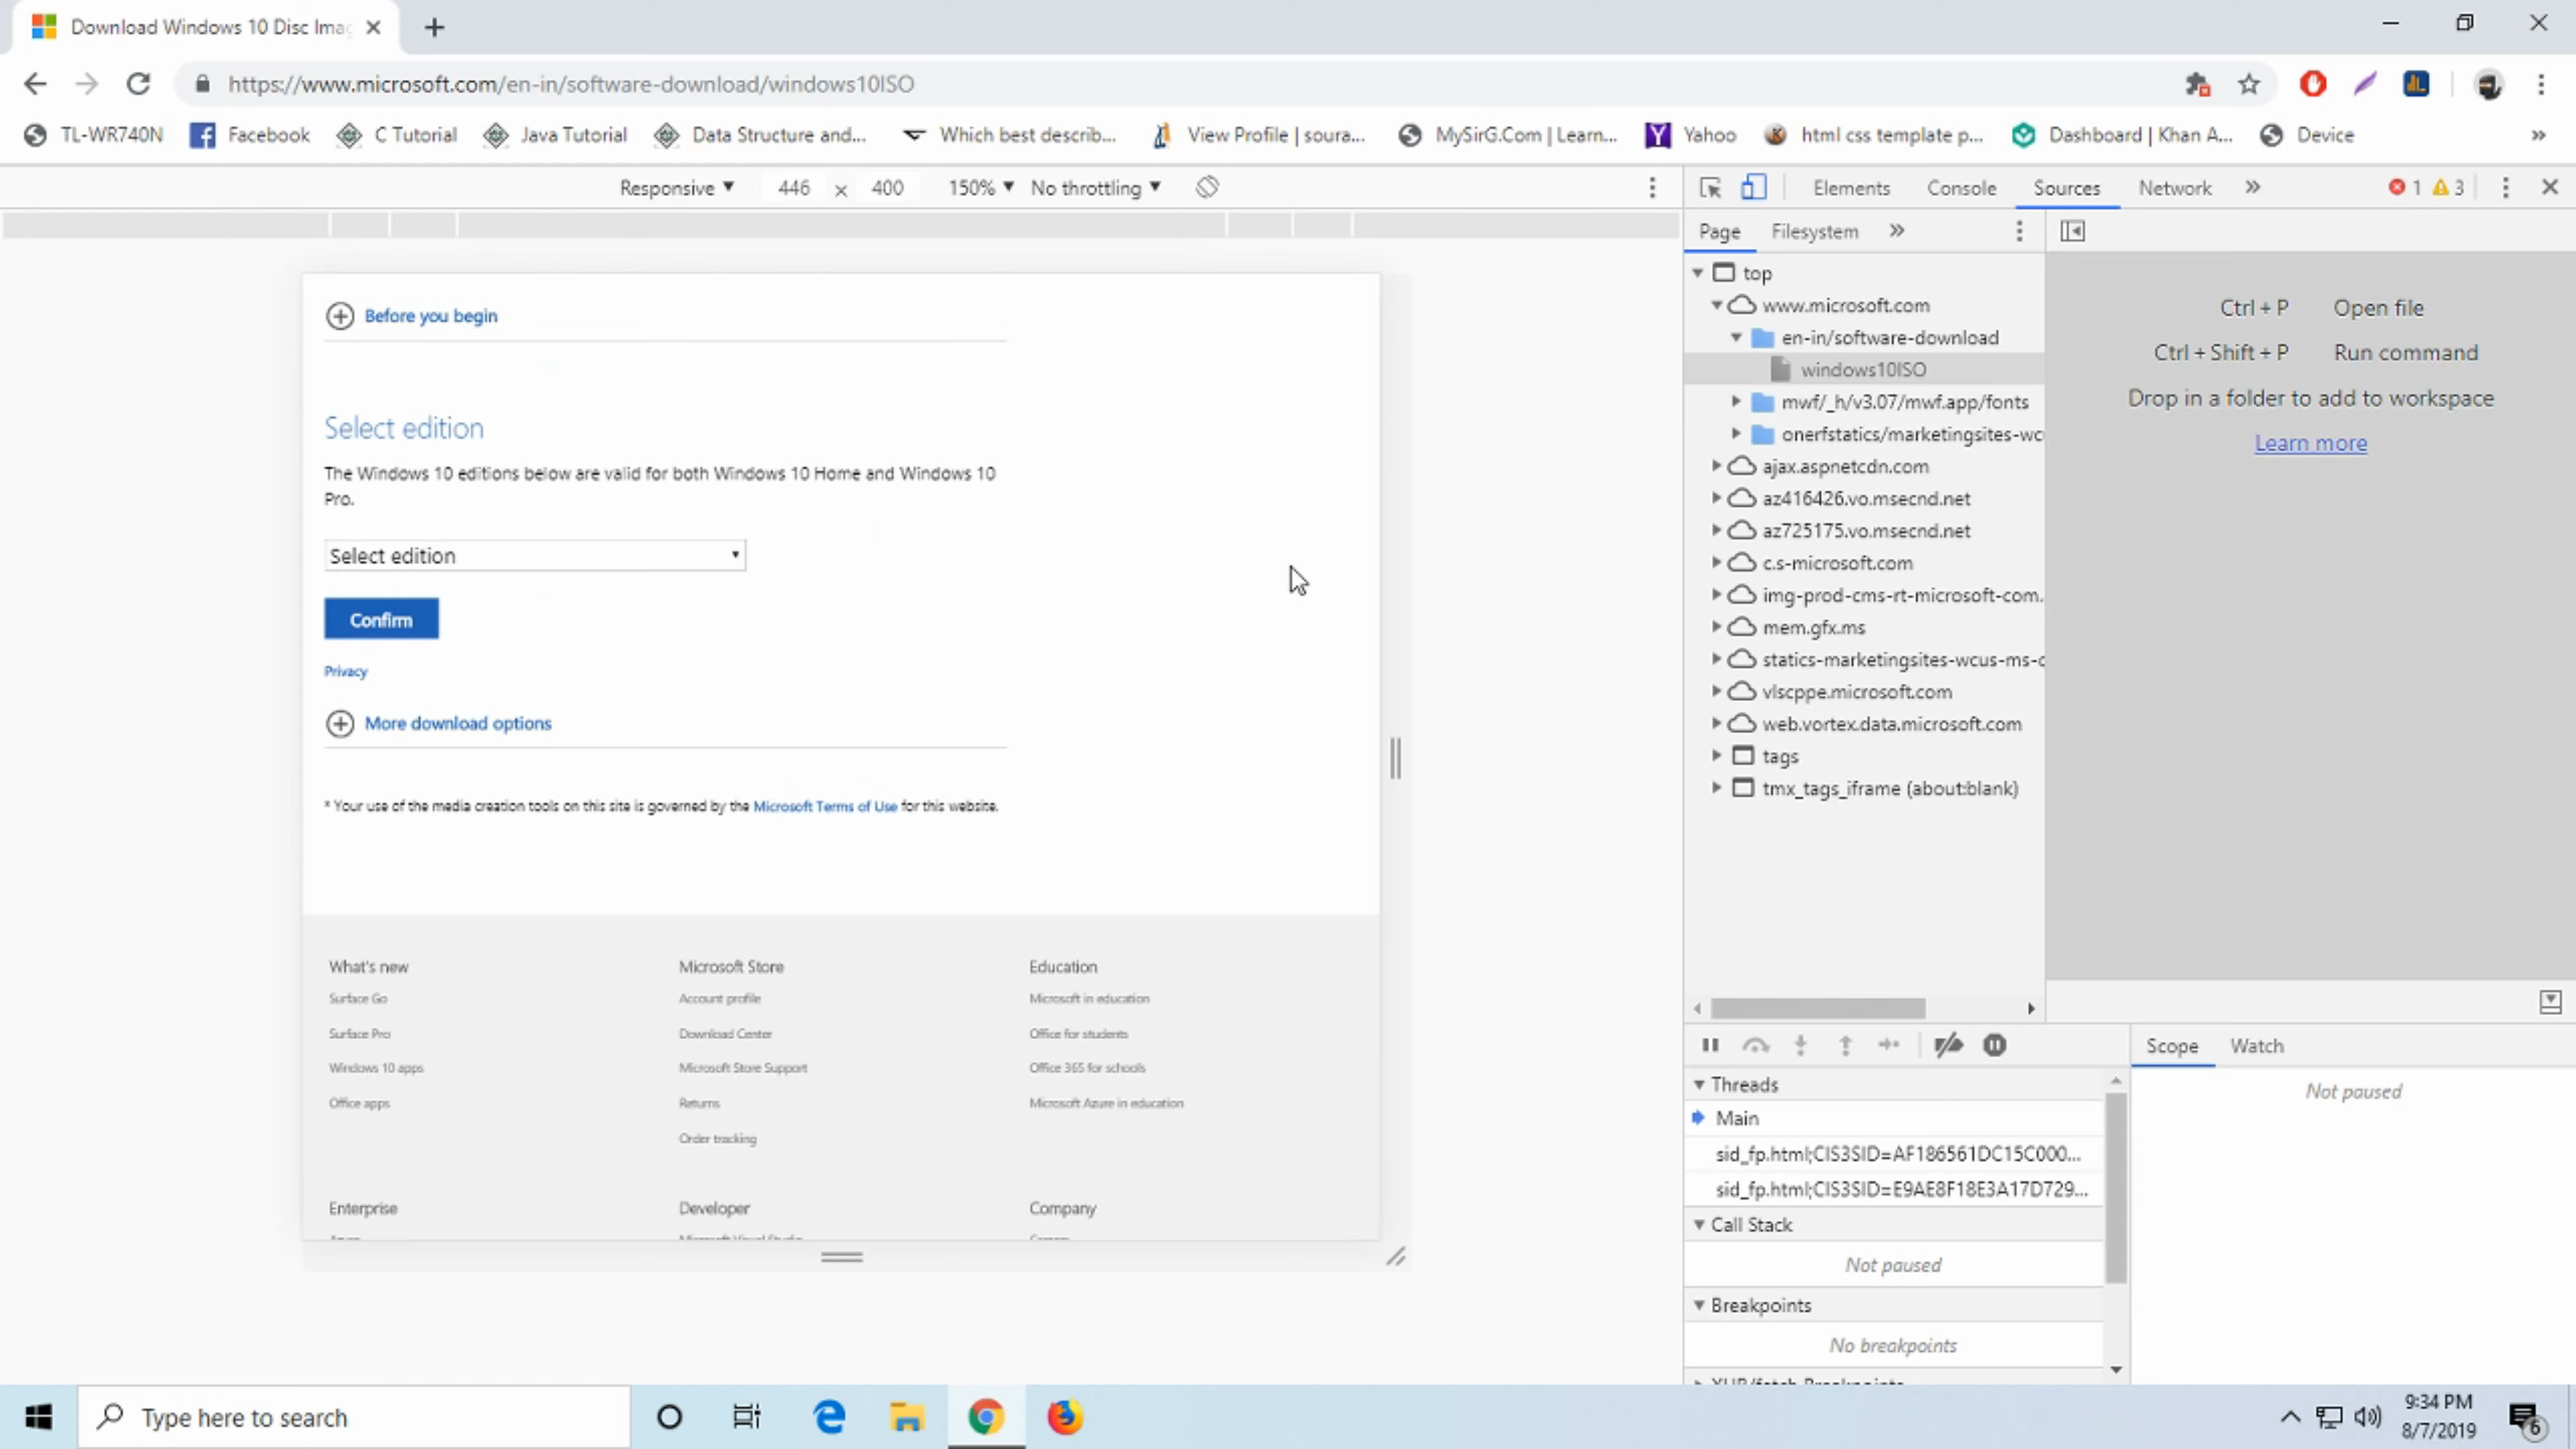 Download Windows 10 Disc Imag
https://www.microsoft.com/en-in/software-download/windows10ISO
TL-WR740N Facebook C Tutorial Java Tutorial Data Structure and... Which best describ... View Profile | soura... MySirG.Com | Learn... Yahoo html css template p... Dashboard | Khan A... Device »
Responsive 446 x 400 150% No throttling
Before you begin
Select edition
The Windows 10 editions below are valid for both Windows 10 Home and Windows 10
Pro.
Select edition
Confirm
Privacy
More download options
* Your use of the media creation tools on this site is governed by the Microsoft Terms of Use for this website.
What's new Microsoft Store Education
Surface Go Account profile Microsoft in education
Surface Pro Download Center Office for students
Windows 10 apps Microsoft Store Support Office 365 for schools
Office apps Returns Microsoft Azure in education
Order tracking
Enterprise Developer Company
Elements Console Sources Network » 1 3
Page Filesystem »
top
www.microsoft.com
en-in/software-download
windows10ISO
mwf/_h/v3.07/mwf.app/fonts
onerfstatics/marketingsites-wc
ajax.aspnetcdn.com
az416426.vo.msecnd.net
az725175.vo.msecnd.net
c.s-microsoft.com
img-prod-cms-rt-microsoft-com.
mem.gfx.ms
statics-marketingsites-wcus-ms-c
vlscppe.microsoft.com
web.vortex.data.microsoft.com
tags
tmx_tags_iframe (about:blank)
Ctrl + P Open file
Ctrl + Shift + P Run command
Drop in a folder to add to workspace
Learn more
Threads
Main
sid_fp.html;CIS3SID=AF186561DC15C000...
sid_fp.html;CIS3SID=E9AE8F18E3A17D729...
Call Stack
Not paused
Breakpoints
No breakpoints
Scope Watch
Not paused
Type here to search
9:34 PM
8/7/2019
6